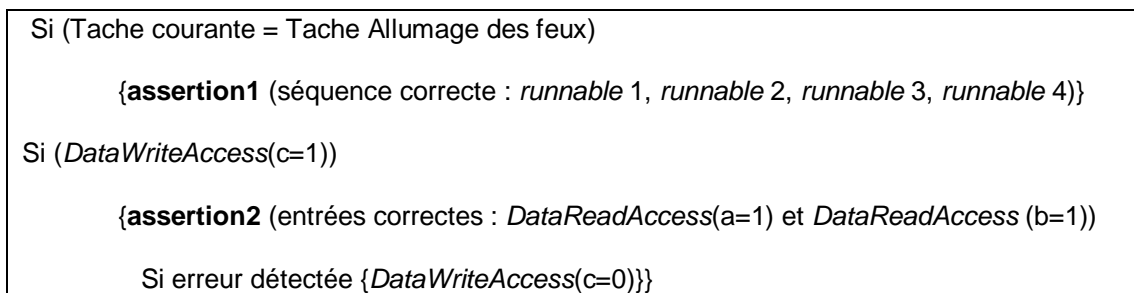 Si (Tache courante = Tache Allumage des feux)
{assertion1 (séquence correcte : runnable 1, runnable 2, runnable 3, runnable 4)}
Si (DataWriteAccess(c=1))
{assertion2 (entrées correctes : DataReadAccess(a=1) et DataReadAccess (b=1))
Si erreur détectée {DataWriteAccess(c=0)}}